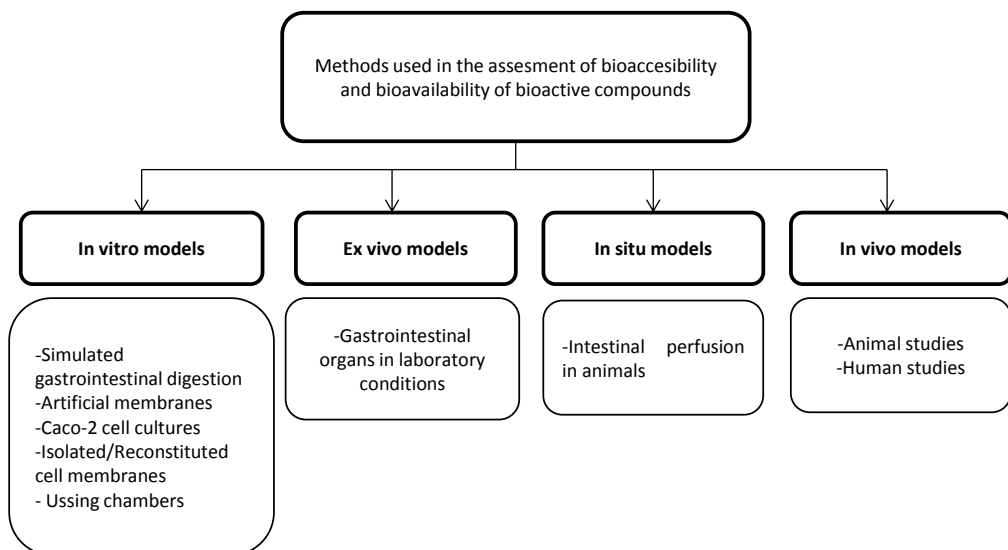 Methods used in the assesment of bioaccesibility
and bioavailability of bioactive compounds
In vitro models
Ex vivo models
In situ models
In vivo models
-Simulated
gastrointestinal digestion
-Artificial membranes
-Caco-2 cell cultures
-Isolated/Reconstituted
cell membranes
- Ussing chambers
-Gastrointestinal
organs in laboratory
conditions
-Intestinal perfusion
in animals
-Animal studies
-Human studies